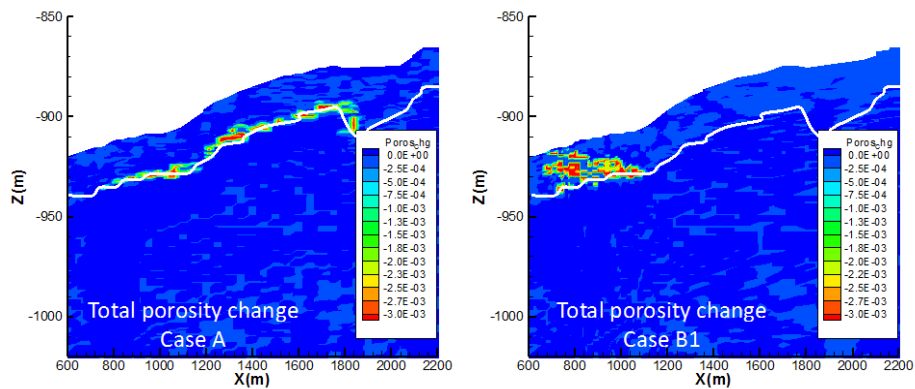 -850
-900
-950
-1000
Z(m)
600 800 1000 1200 1400 1600 1800 2000 2200
X(m)
Poros_chg
0.0E+00
-2.5E-04
-5.0E-04
-7.5E-04
-1.0E-03
-1.3E-03
-1.5E-03
-1.8E-03
-2.0E-03
-2.3E-03
-2.5E-03
-2.7E-03
-3.0E-03
Total porosity change
Case A
-850
-900
-950
-1000
Z(m)
600 800 1000 1200 1400 1600 1800 2000 2200
X(m)
Poros_chg
0.0E+00
-2.5E-04
-5.0E-04
-7.5E-04
-1.0E-03
-1.3E-03
-1.5E-03
-1.8E-03
-2.0E-03
-2.3E-03
-2.5E-03
-2.7E-03
-3.0E-03
Total porosity change
Case B1